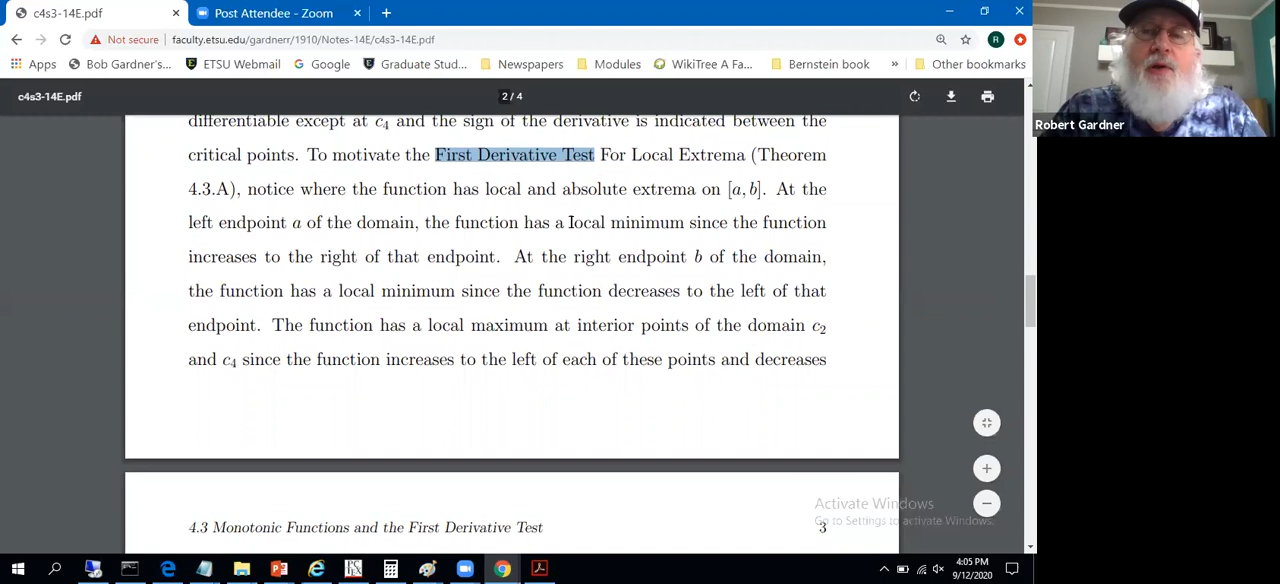 c4s3-14E.pdf
Post Attendee - Zoom
Not secure
faculty.etsu.edu/gardnerr/1910/Notes-14E/c4s3-14E.pdf
R
Apps
Bob Gardner's...
ETSU Webmail
Google
Graduate Stud...
Newspapers
Modules
WikiTree A Fa...
Bernstein book
»
Other bookmarks
c4s3-14E.pdf
2 / 4
differentiable except at c₄ and the sign of the derivative is indicated between the
critical points. To motivate the First Derivative Test For Local Extrema (Theorem
4.3.A), notice where the function has local and absolute extrema on [a, b]. At the
left endpoint a of the domain, the function has a local minimum since the function
increases to the right of that endpoint. At the right endpoint b of the domain,
the function has a local minimum since the function decreases to the left of that
endpoint. The function has a local maximum at interior points of the domain c₂
and c₄ since the function increases to the left of each of these points and decreases
4.3 Monotonic Functions and the First Derivative Test
3
Activate Windows
Go to Settings to activate Windows.
Robert Gardner
4:05 PM
9/12/2020